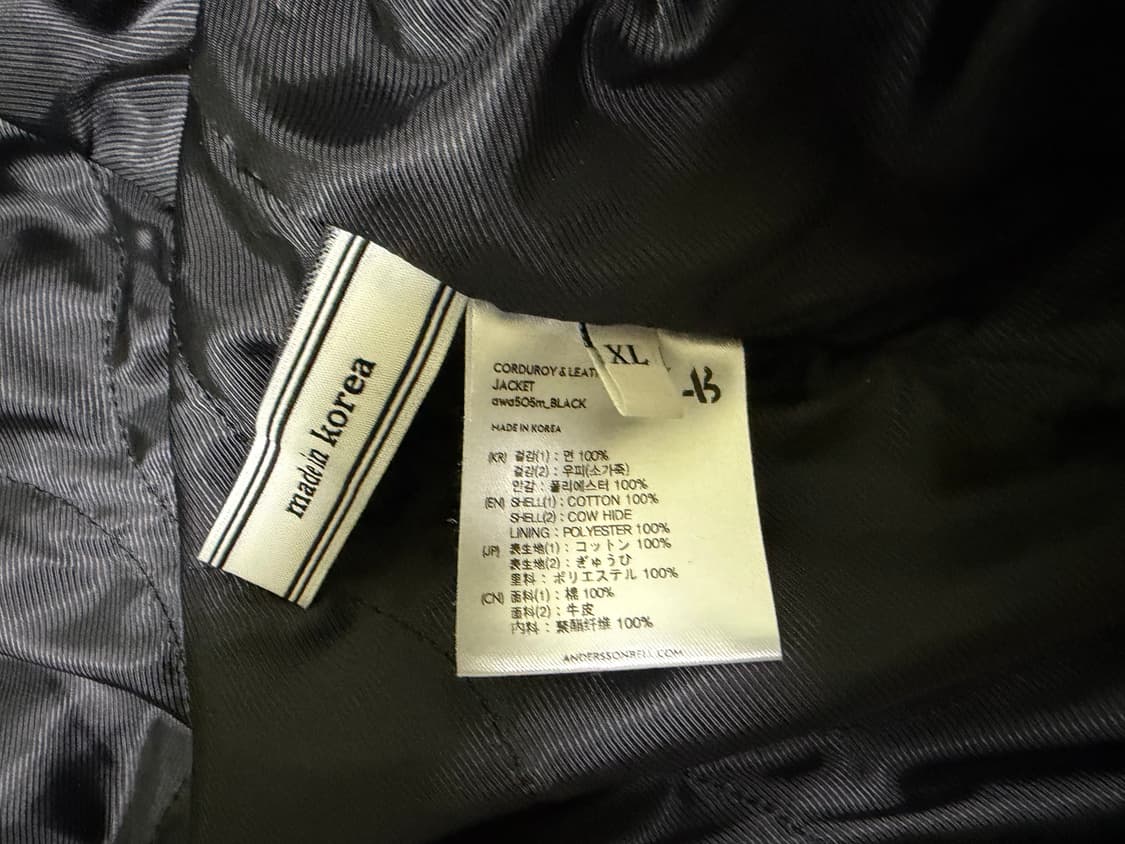 made in korea
XL
CORDUROY & LEAT
JACKET
awa505m_BLACK
MADE IN KOREA
(KR) 겉감(1) : 면 100%
겉감(2) : 우피(소가죽)
안감 : 폴리에스터 100%
(EN) SHELL(1) : COTTON 100%
SHELL(2) : COW HIDE
LINING : POLYESTER 100%
(JP) 表生地(1) : コットン 100%
表生地(2) : ぎゅうひ
里料 : ポリエステル 100%
(CN) 面料(1) : 棉 100%
面料(2) : 牛皮
内料 : 聚酯纤维 100%
ANDERSSONBELL.COM